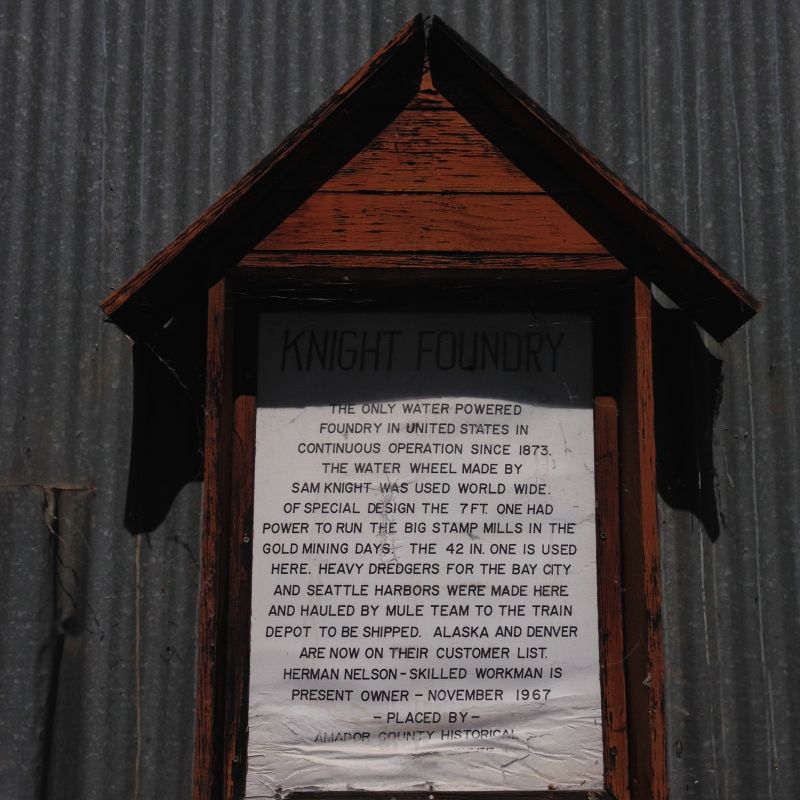 KNIGHT FOUNDRY
THE ONLY WATER POWERED
FOUNDRY IN UNITED STATES IN
CONTINUOUS OPERATION SINCE 1873.
THE WATER WHEEL MADE BY
SAM KNIGHT WAS USED WORLD WIDE.
OF SPECIAL DESIGN THE 7 FT. ONE HAD
POWER TO RUN THE BIG STAMP MILLS IN THE
GOLD MINING DAYS. THE 42 IN. ONE IS USED
HERE. HEAVY DREDGERS FOR THE BAY CITY
AND SEATTLE HARBORS WERE MADE HERE
AND HAULED BY MULE TEAM TO THE TRAIN
DEPOT TO BE SHIPPED. ALASKA AND DENVER
ARE NOW ON THEIR CUSTOMER LIST.
HERMAN NELSON - SKILLED WORKMAN IS
PRESENT OWNER - NOVEMBER 1967
- PLACED BY -
AMADOR COUNTY HISTORICAL